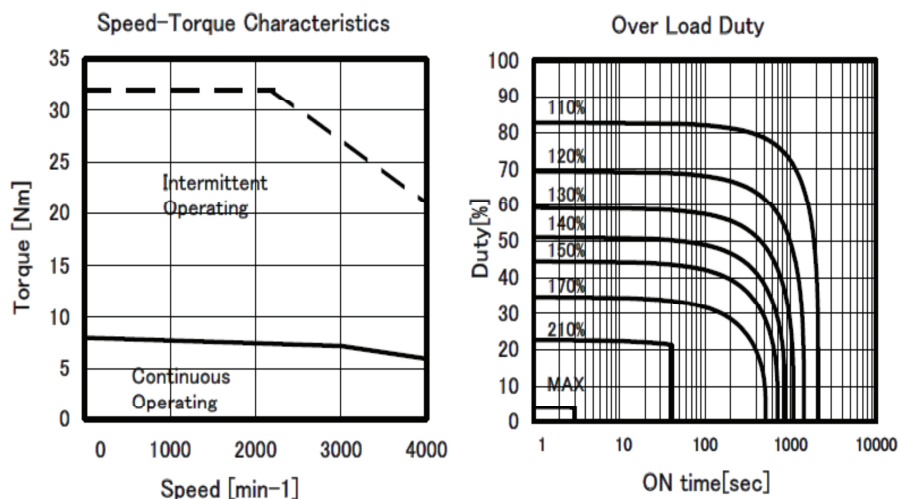 Speed-Torque Characteristics
35
30
25
20
15
10
5
0
Torque [Nm]
Intermittent
Operating
Continuous
Operating
0 1000 2000 3000 4000
Speed [min-1]
Over Load Duty
100
90
80
70
60
50
40
30
20
10
0
Duty[%]
110%
120%
130%
140%
150%
170%
210%
MAX
1 10 100 1000 10000
ON time[sec]